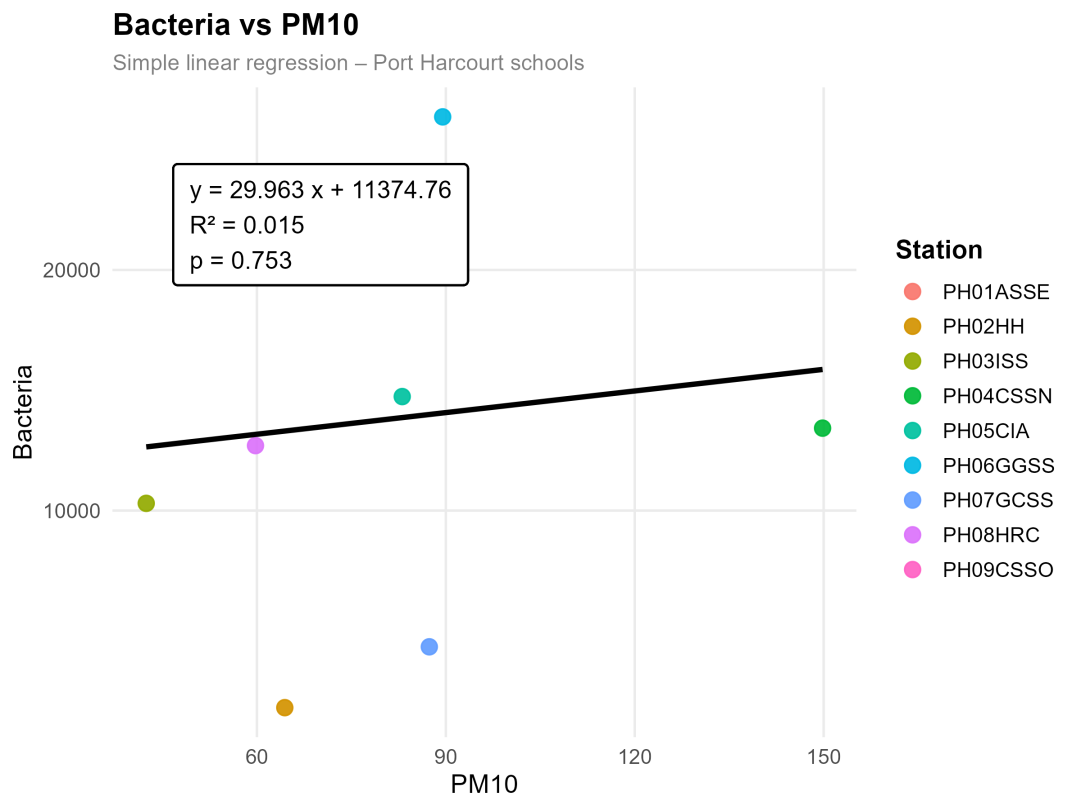 Bacteria vs PM10
Simple linear regression – Port Harcourt schools
y = 29.963 x + 11374.76
R² = 0.015
p = 0.753
20000
10000
Bacteria
60
90
120
150
PM10
Station
PH01ASSE
PH02HH
PH03ISS
PH04CSSN
PH05CIA
PH06GGSS
PH07GCSS
PH08HRC
PH09CSSO